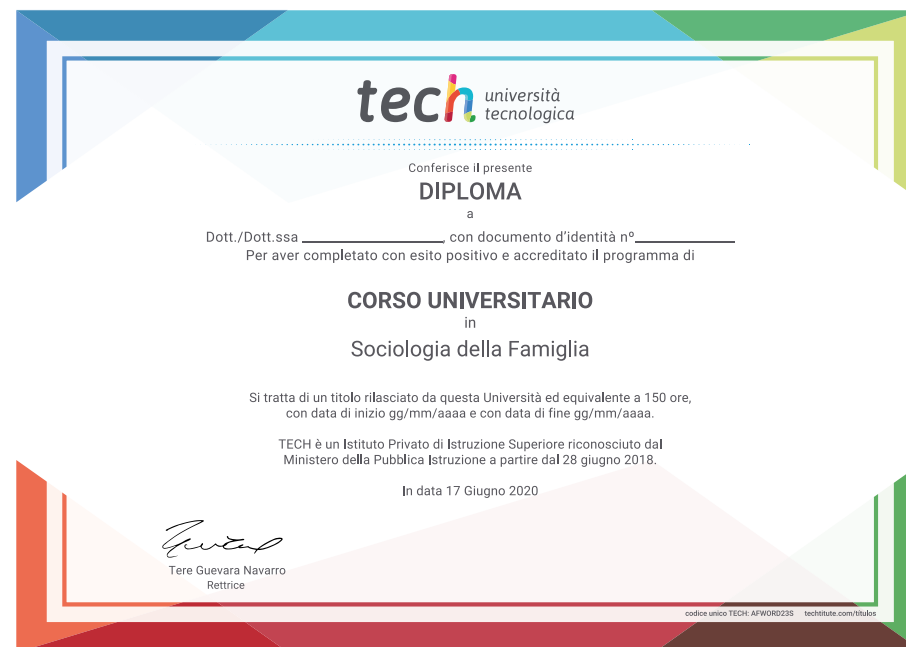 tech università
tecnologica
Conferisce il presente
DIPLOMA
a
Dott./Dott.ssa ____________, con documento d'identità nº____________
Per aver completato con esito positivo e accreditato il programma di
CORSO UNIVERSITARIO
in
Sociologia della Famiglia
Si tratta di un titolo rilasciato da questa Università ed equivalente a 150 ore,
con data di inizio gg/mm/aaaa e con data di fine gg/mm/aaaa.
TECH è un Istituto Privato di Istruzione Superiore riconosciuto dal
Ministero della Pubblica Istruzione a partire dal 28 giugno 2018.
In data 17 Giugno 2020
Tere Guevara Navarro
Rettrice
codice unico TECH: AFWORD23S techtitute.com/títulos